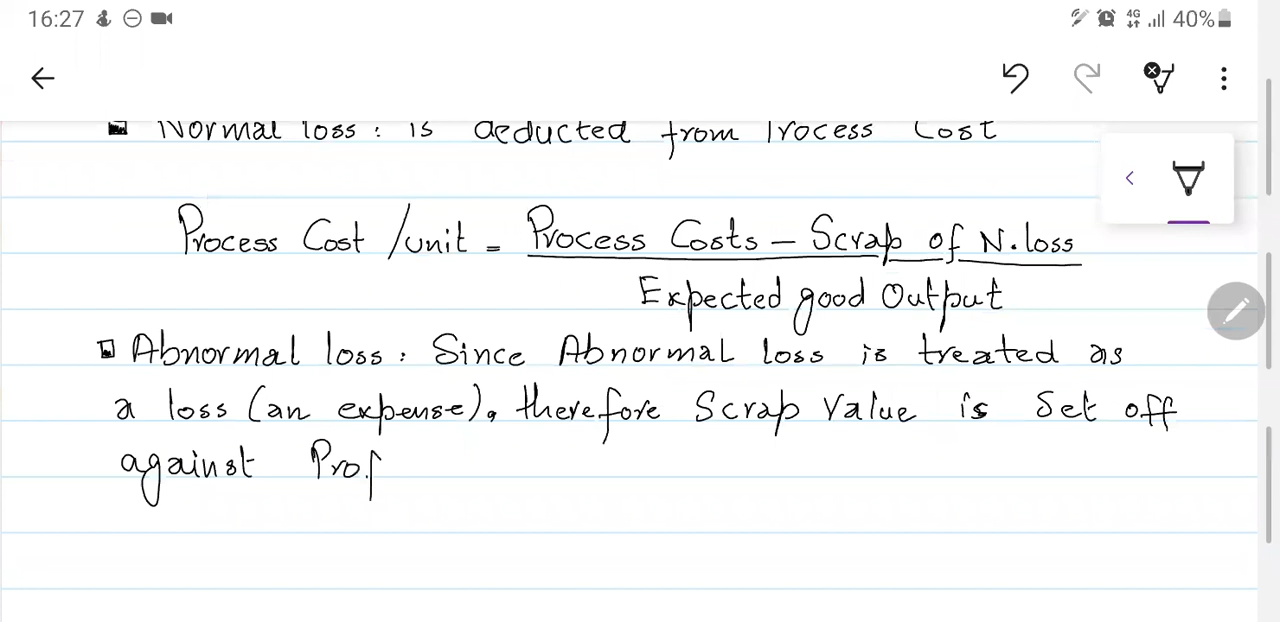 16:27 4G 40%
Normal loss: is deducted from Process Cost
Process Cost /unit = Process Costs – Scrap of N.loss
Expected good Output
Abnormal loss: Since Abnormal loss is treated as
a loss (an expense), therefore Scrap Value is Set off
against Prof